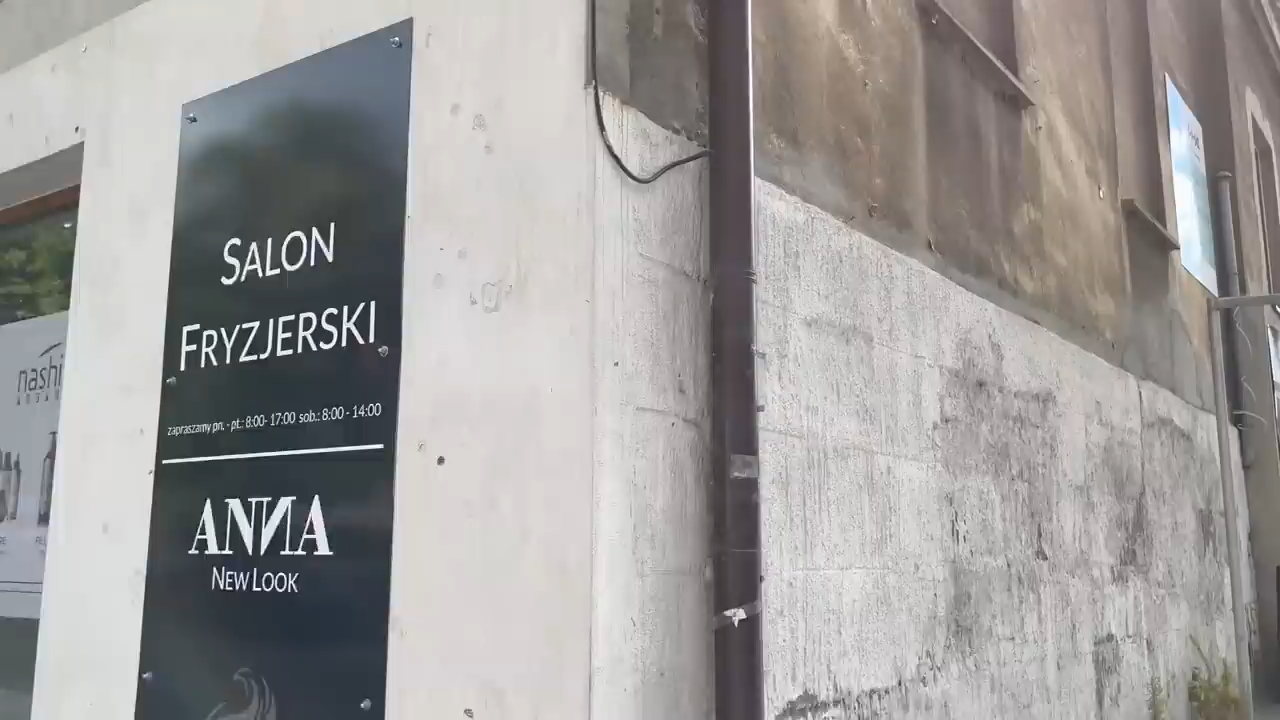 SALON
FRYZJERSKI
zapraszamy pn. - pt.: 8:00- 17:00 sob.: 8:00 - 14:00
ANNA
NEW LOOK
nashi